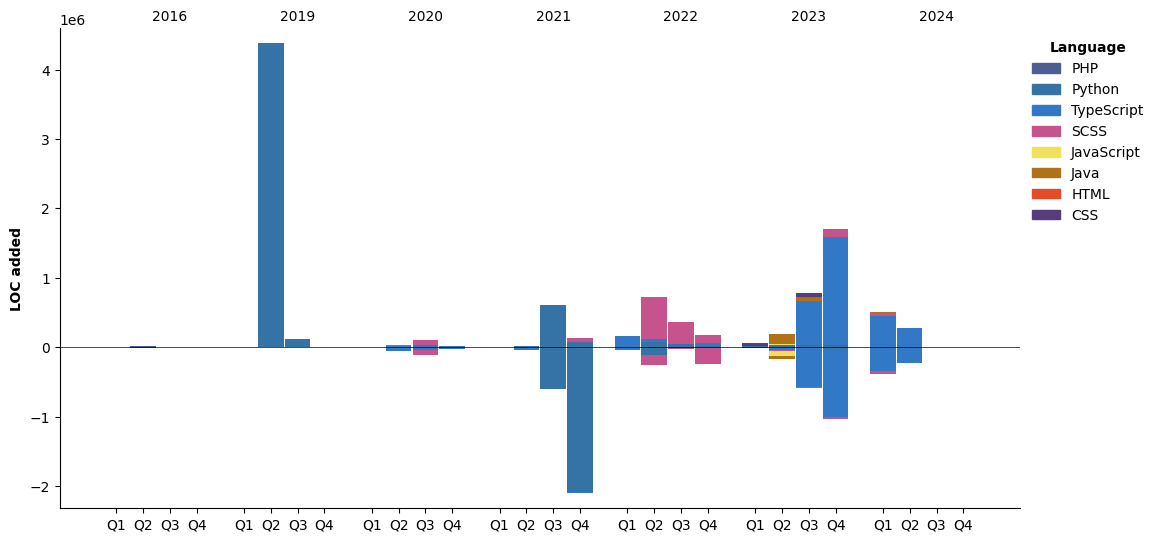 1e6
2016 2019 2020 2021 2022 2023 2024
LOC added
4
3
2
1
0
−1
−2
Q1 Q2 Q3 Q4 Q1 Q2 Q3 Q4 Q1 Q2 Q3 Q4 Q1 Q2 Q3 Q4 Q1 Q2 Q3 Q4 Q1 Q2 Q3 Q4 Q1 Q2 Q3 Q4
Language
PHP
Python
TypeScript
SCSS
JavaScript
Java
HTML
CSS